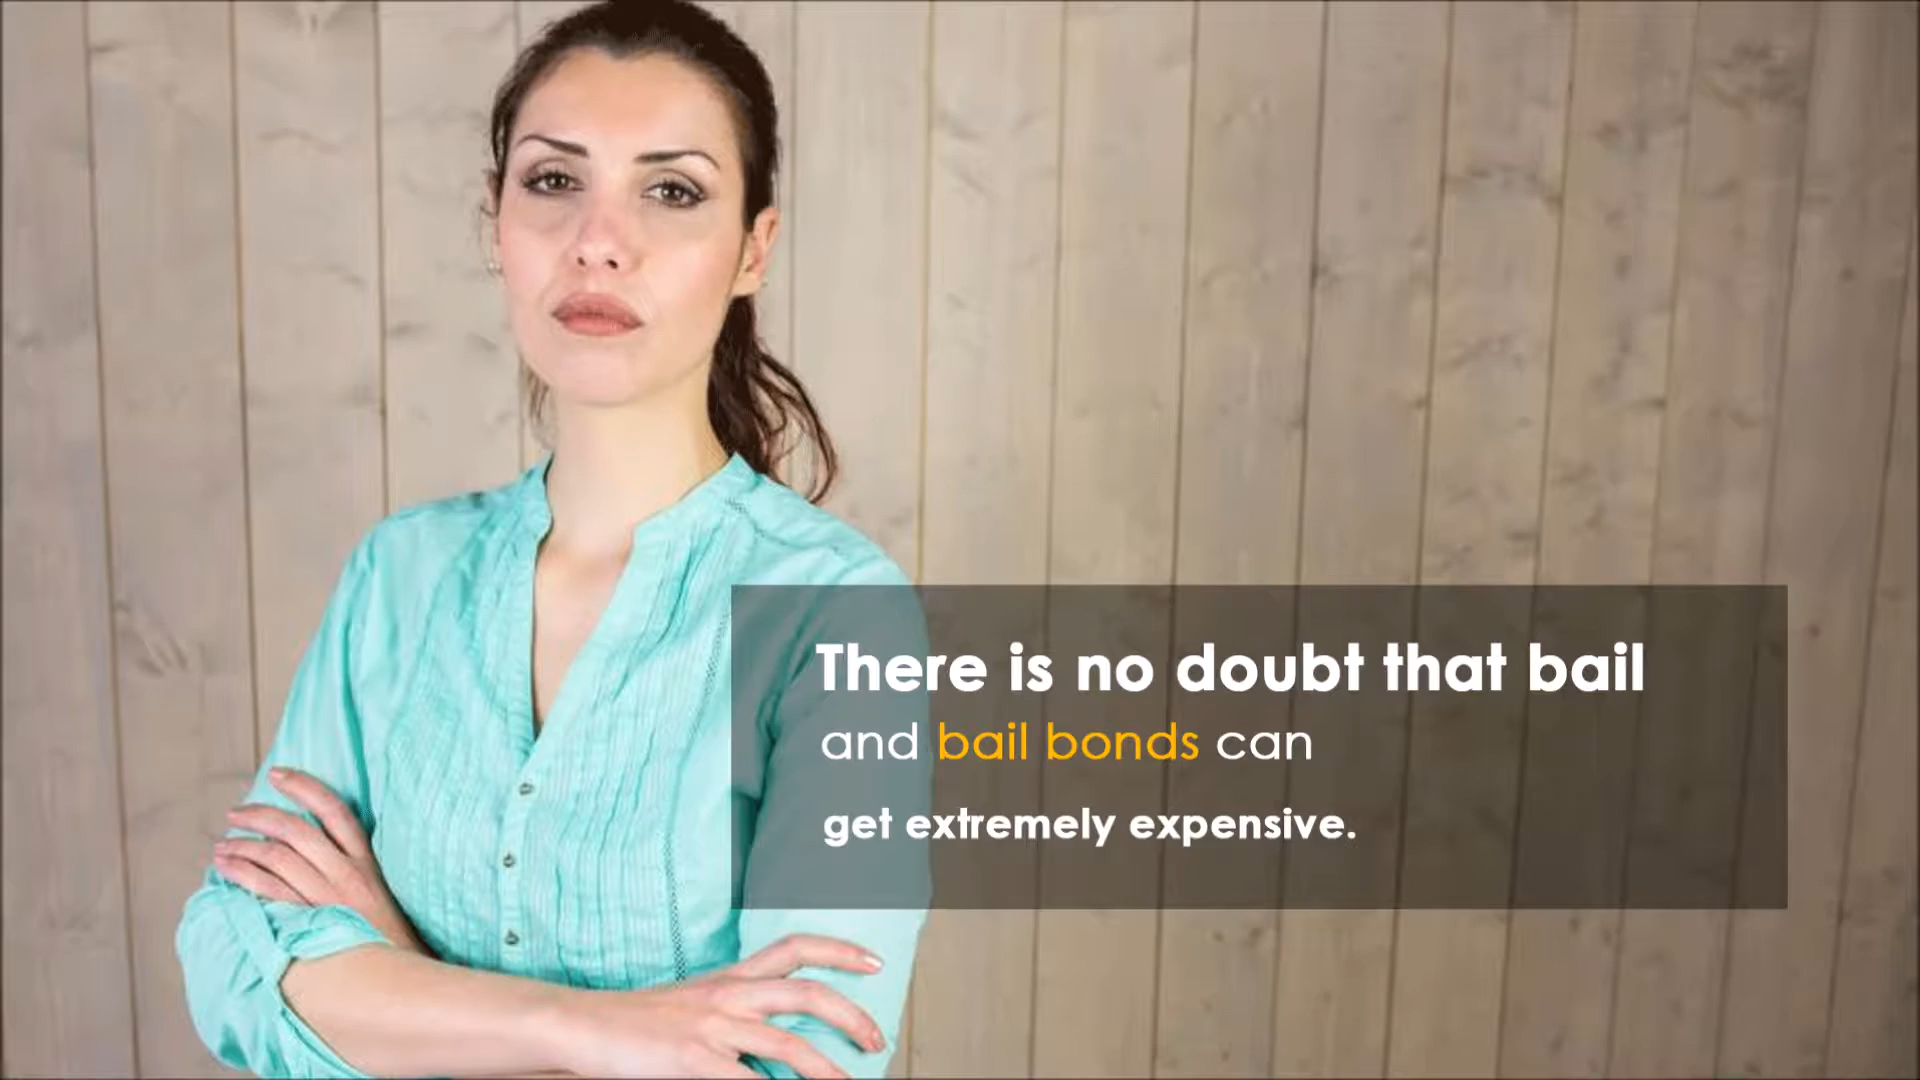 There is no doubt that bail
and bail bonds can
get extremely expensive.